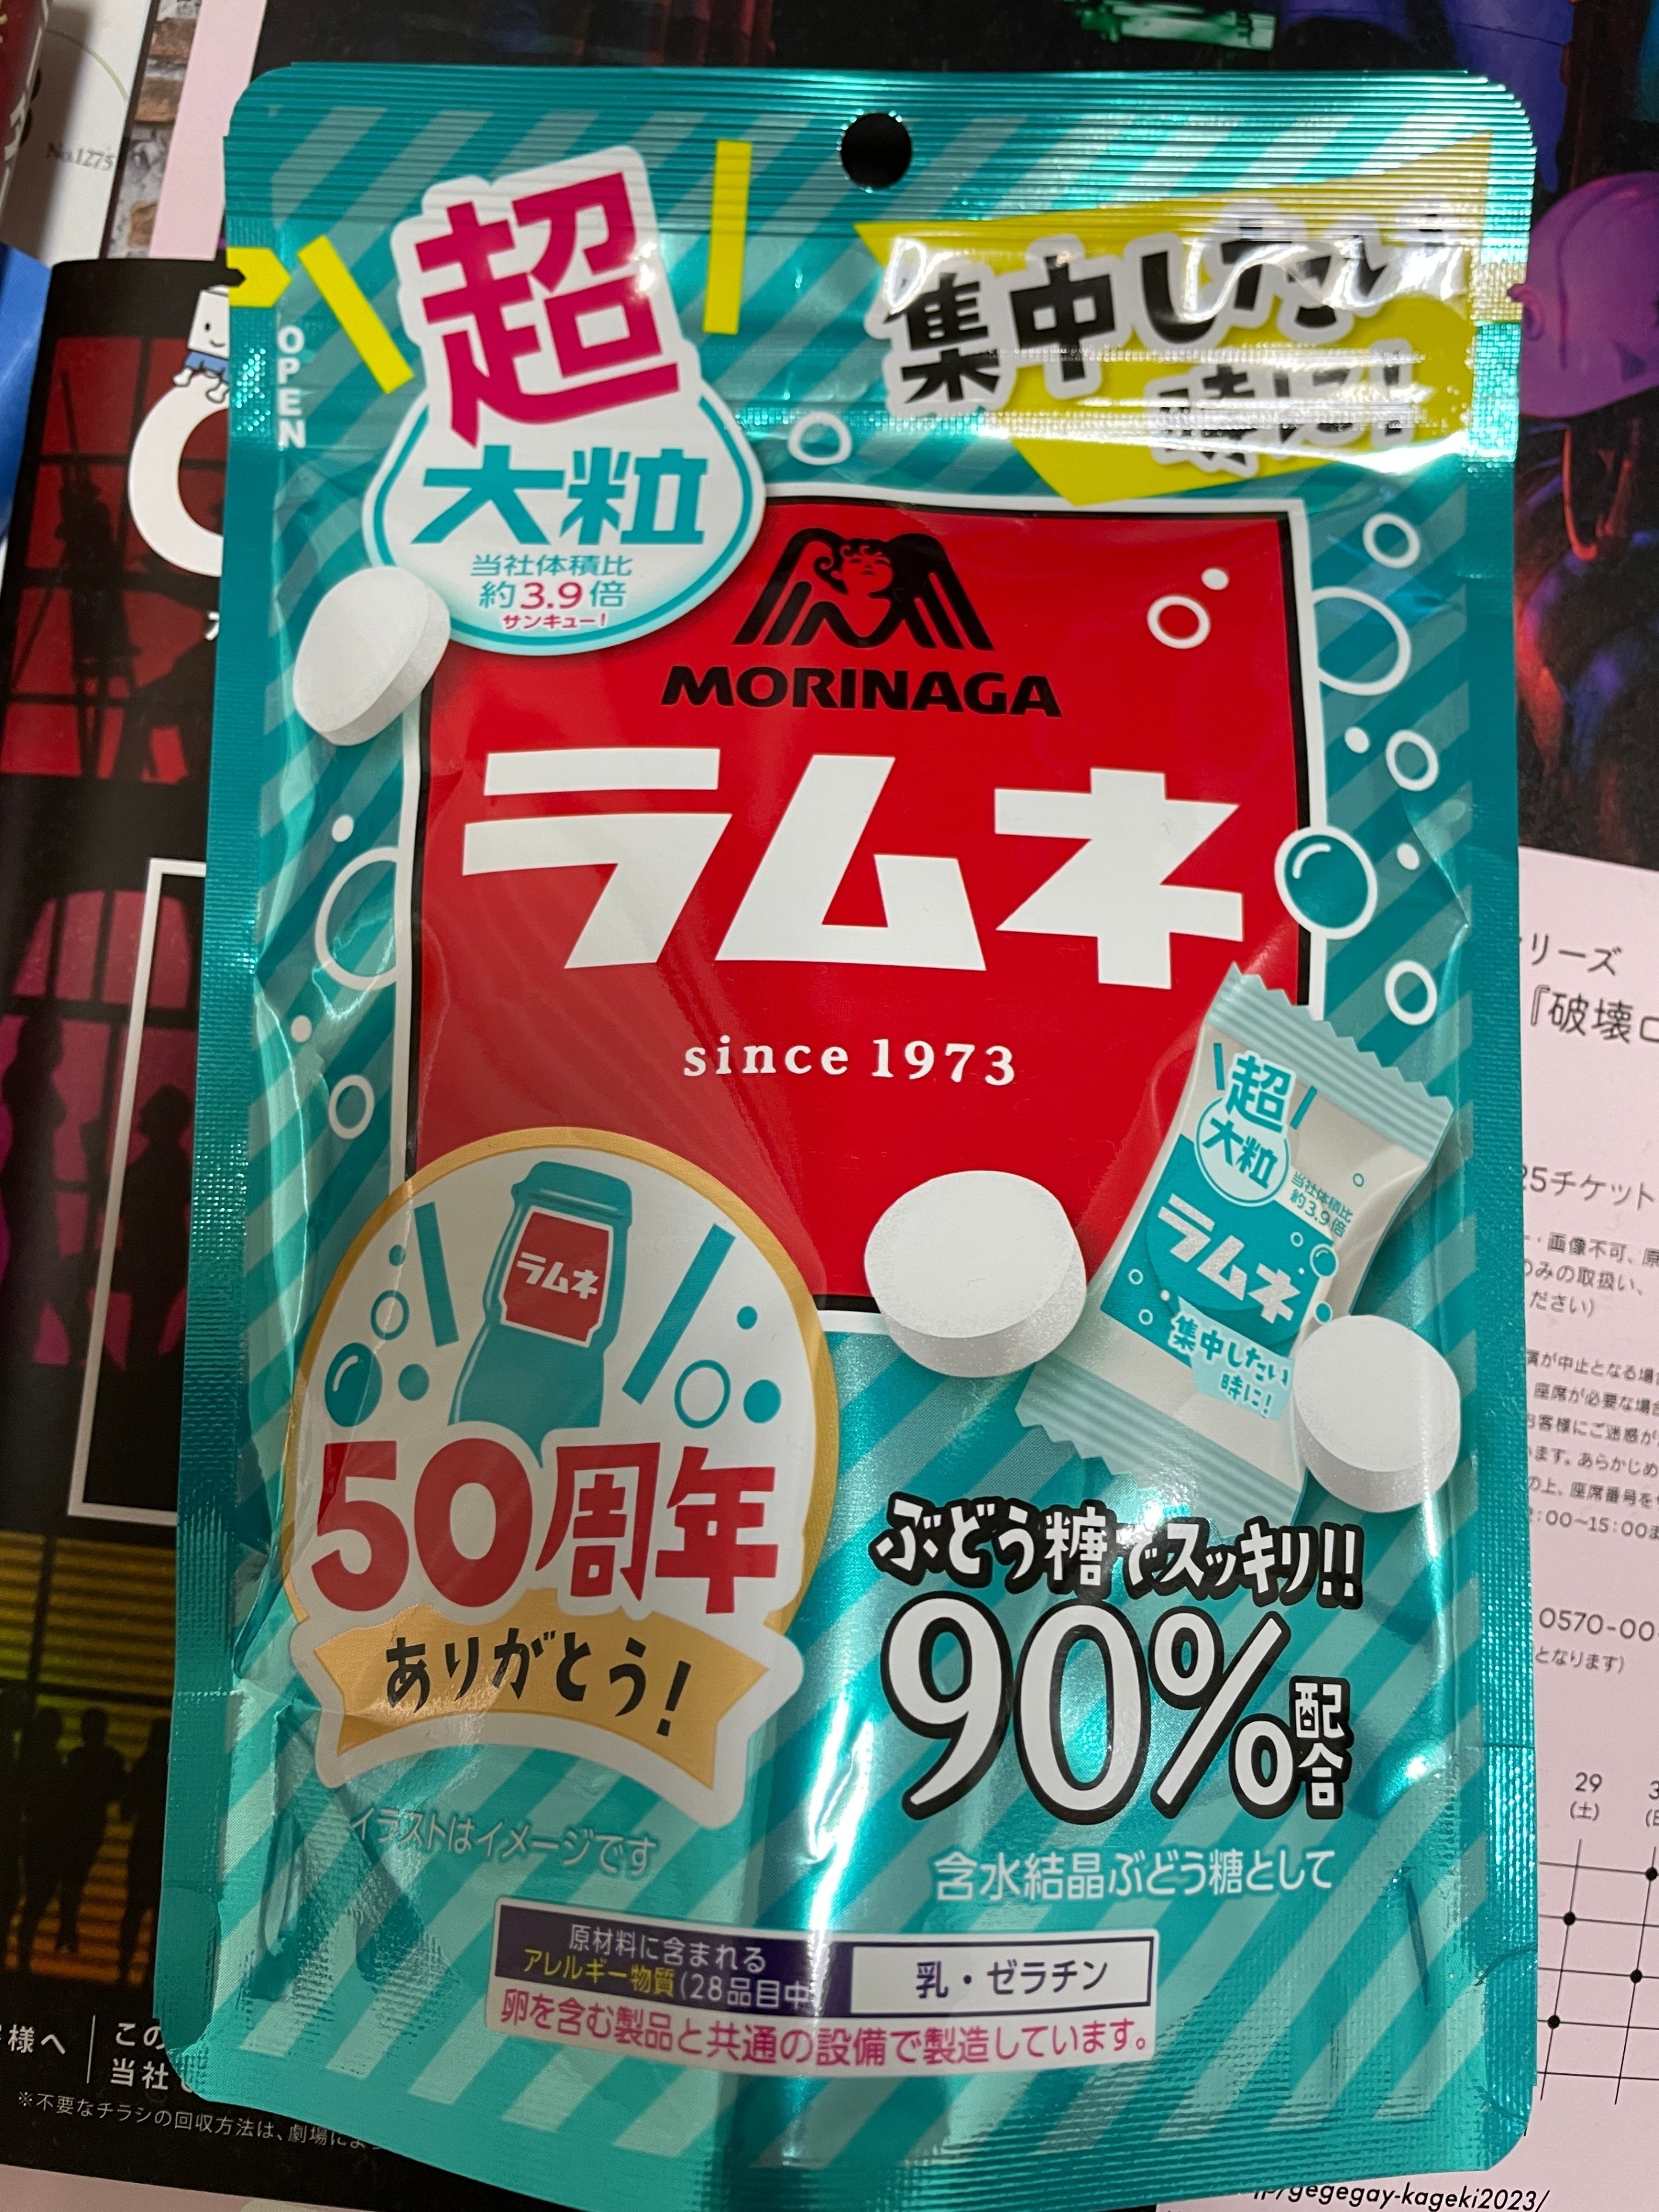 No.1275
OPEN
超
大粒
当社体積比
約3.9倍
サンキュー!
集中したい
時に!
MORINAGA
ラムネ
since 1973
超
大粒
当社体積比
約3.9倍
ラムネ
集中したい
時に!
ラムネ
50周年
ありがとう!
ぶどう糖でスッキリ!!
90%配合
含水結晶ぶどう糖として
イラストはイメージです
原材料に含まれる
アレルギー物質(28品目中
乳・ゼラチン
卵を含む製品と共通の設備で製造しています。
リーズ
『破壊
25チケット
・画像不可、原
のみの取扱い、
ださい)
演が中止となる場合
座席が必要な場合
お客様にご迷惑が
います。あらかじめ
の上、座席番号を
:00~15:00ま
0570-00
となります)
29
(土)
様へ
この
当社
※不要なチラシの回収方法は、劇場によ
/gegegay-kageki2023/